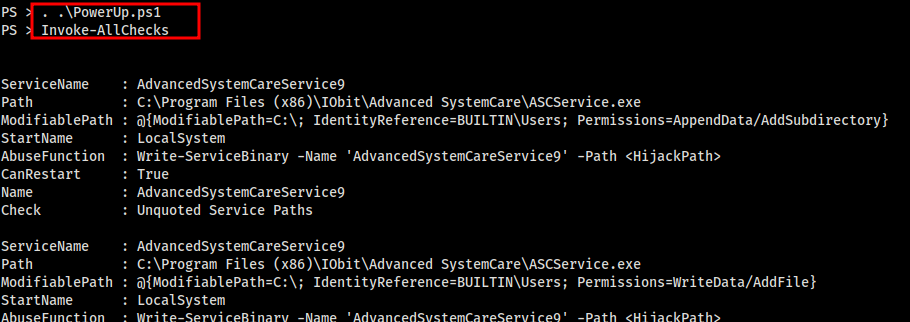 PS > . .\PowerUp.ps1
PS > Invoke-AllChecks
ServiceName    : AdvancedSystemCareService9
Path           : C:\Program Files (x86)\IObit\Advanced SystemCare\ASCService.exe
ModifiablePath : @{ModifiablePath=C:\; IdentityReference=BUILTIN\Users; Permissions=AppendData/AddSubdirectory}
StartName      : LocalSystem
AbuseFunction  : Write-ServiceBinary -Name 'AdvancedSystemCareService9' -Path <HijackPath>
CanRestart     : True
Name           : AdvancedSystemCareService9
Check          : Unquoted Service Paths
ServiceName    : AdvancedSystemCareService9
Path           : C:\Program Files (x86)\IObit\Advanced SystemCare\ASCService.exe
ModifiablePath : @{ModifiablePath=C:\; IdentityReference=BUILTIN\Users; Permissions=WriteData/AddFile}
StartName      : LocalSystem
AbuseFunction  : Write-ServiceBinary -Name 'AdvancedSystemCareService9' -Path <HijackPath>